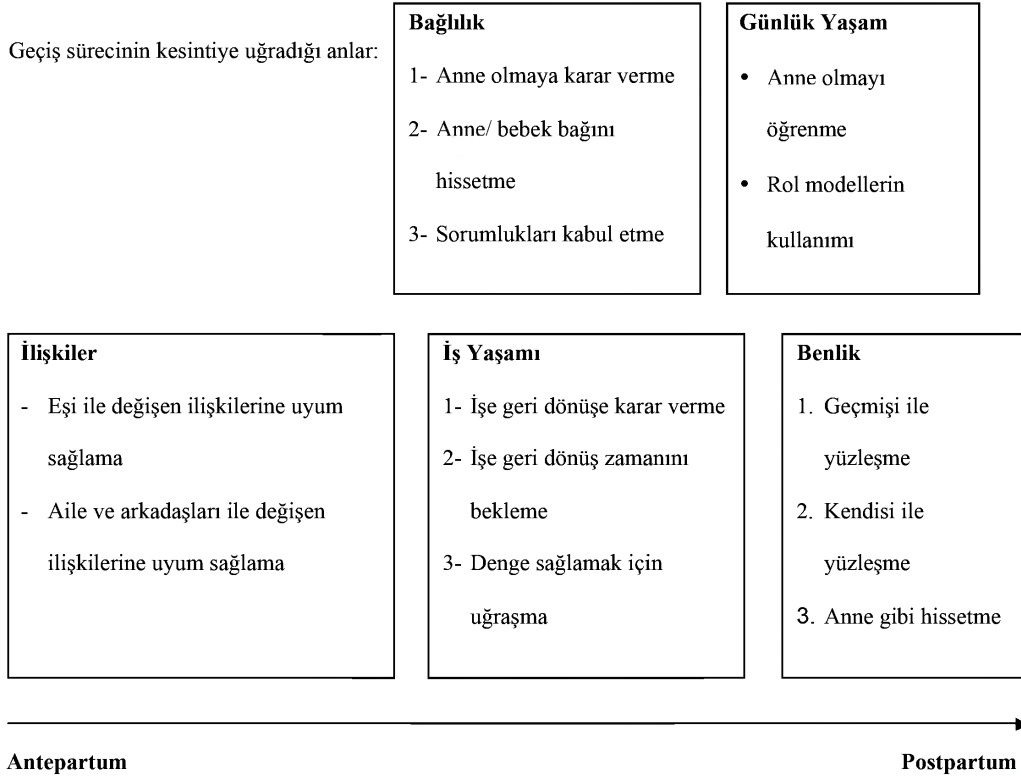 Geçiş sürecinin kesintiye uğradığı anlar:
Bağlılık
1- Anne olmaya karar verme
2- Anne/ bebek bağını
hissetme
3- Sorumlukları kabul etme
Günlük Yaşam
• Anne olmayı
öğrenme
• Rol modellerin
kullanımı
İlişkiler
- Eşi ile değişen ilişkilerine uyum
sağlama
- Aile ve arkadaşları ile değişen
ilişkilerine uyum sağlama
İş Yaşamı
1- İşe geri dönüşe karar verme
2- İşe geri dönüş zamanını
bekleme
3- Denge sağlamak için
uğraşma
Benlik
1. Geçmişi ile
yüzleşme
2. Kendisi ile
yüzleşme
3. Anne gibi hissetme
Antepartum
Postpartum